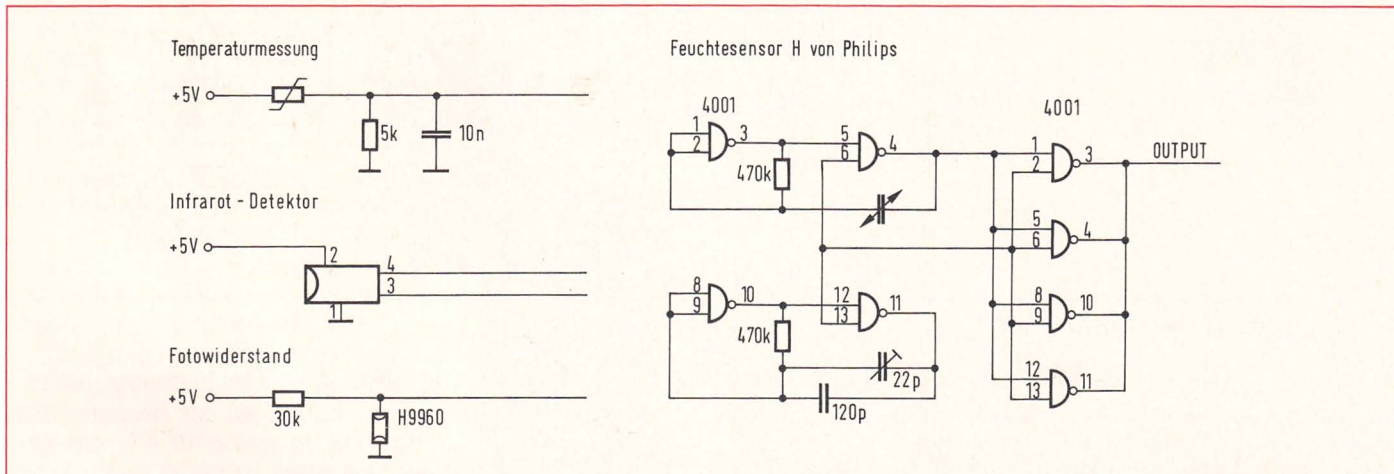 Temperaturmessung
+5V
5k
10n
Infrarot - Detektor
+5V
2
4
3
1
Fotowiderstand
+5V
30k
H9960
Feuchtesensor H von Philips
4001
4001
1
2
3
5
6
4
470k
1
2
3
OUTPUT
5
6
4
8
9
10
12
13
11
470k
22p
120p
8
9
10
12
13
11